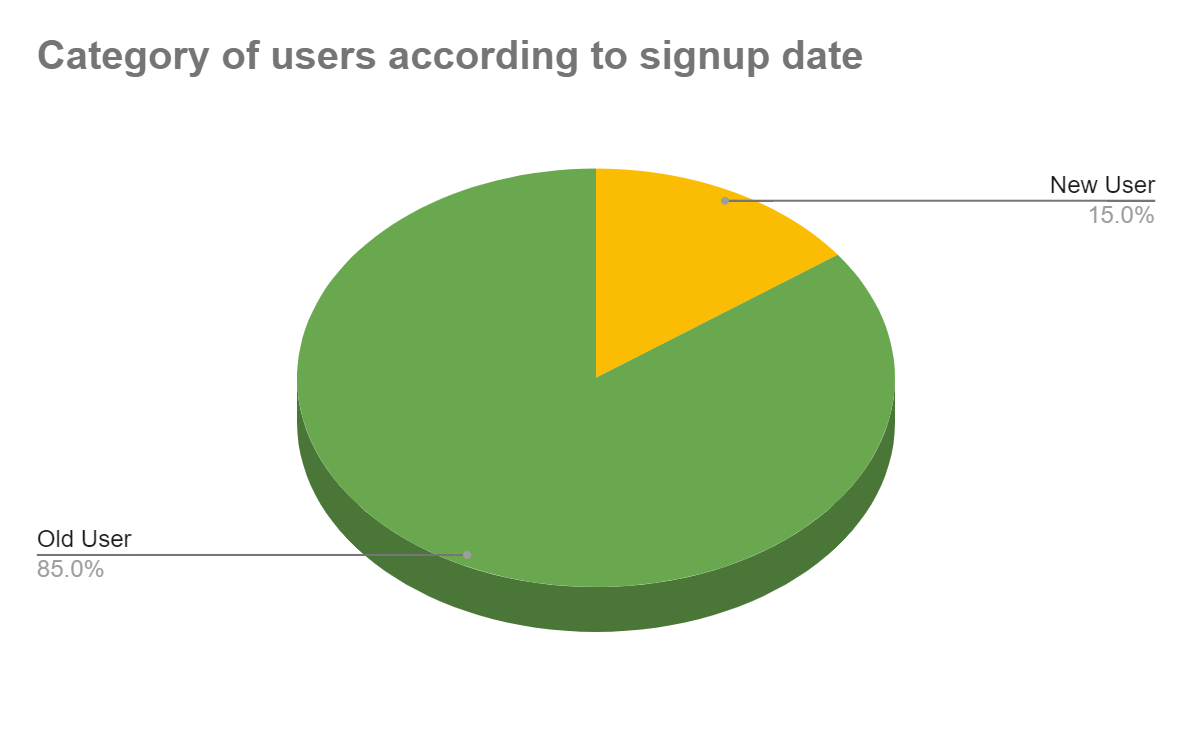 Category of users according to signup date
New User
15.0%
Old User
85.0%